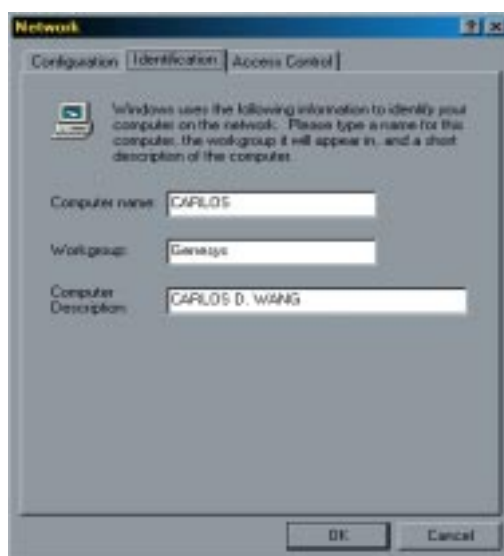 Network
Configuration Identification Access Control
Windows uses the following information to identify your
computer on the network. Please type a name for this
computer, the workgroup it will appear in, and a short
description of the computer.
Computer name: CARLOS
Workgroup: Genesys
Computer
Description: CARLOS D. WANG
OK Cancel